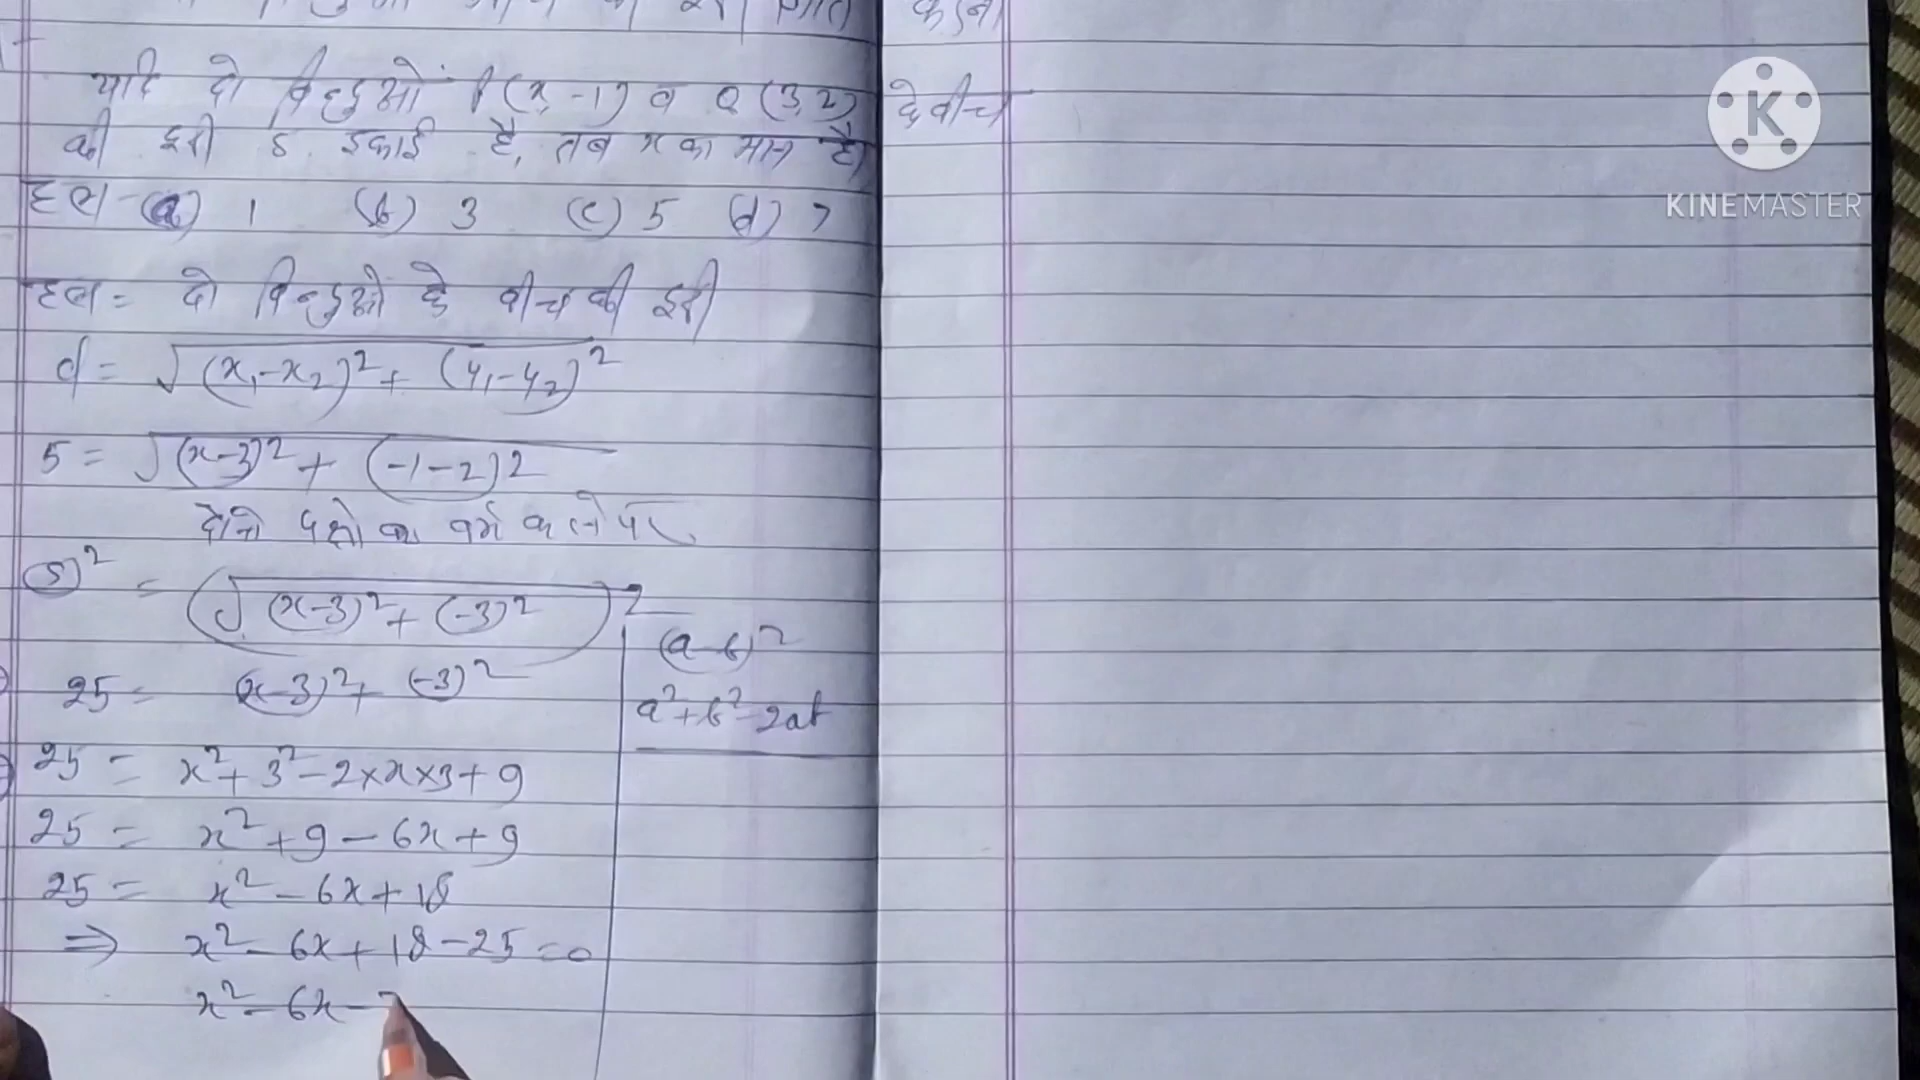 यदि दो बिन्दुओं P(x, -1) व Q (3,2) के बीच
की दूरी 5 इकाई है, तब x का मान है।
हल - (a) 1 (b) 3 (c) 5 (d) 7
हल = दो बिन्दुओ के बीच की दूरी
d = √(x₁-x₂)² + (y₁-y₂)²
5 = √(x-3)² + (-1-2)2
दोनो पक्षो का वर्ग करने पर
(5)² = (√(x-3)² + (-3)²)2
25 = (x-3)² + (-3)²
(a-b)²
a²+b²-2ab
25 = x² + 3² - 2×x×3 + 9
25 = x² + 9 - 6x + 9
25 = x² - 6x + 18
⇒ x² - 6x + 18 - 25 = 0
x² - 6x -
K
KINEMASTER